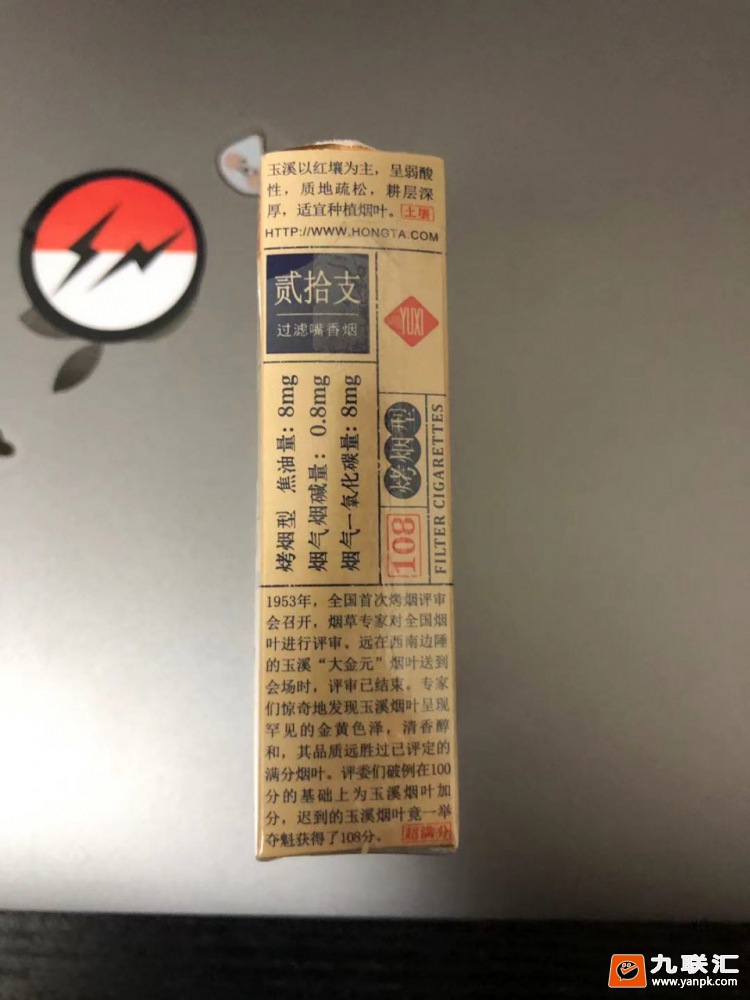 玉溪以红壤为主，呈弱酸
性，质地疏松，耕层深
厚，适宜种植烟叶。土壤
HTTP://WWW.HONGTA.COM
贰拾支
过滤嘴香烟
YUXI
烤烟型 焦油量：8mg
烟气烟碱量：0.8mg
烟气一氧化碳量：8mg
108 烤烟型
FILTER CIGARETTES
1953年，全国首次烤烟评审
会召开，烟草专家对全国烟
叶进行评审。远在西南边陲
的玉溪“大金元”烟叶送到
会场时，评审已结束。专家
们惊奇地发现玉溪烟叶呈现
罕见的金黄色泽，清香醇
和，其品质远胜过已评定的
满分烟叶。评委们破例在100
分的基础上为玉溪烟叶加
分，迟到的玉溪烟叶竟一举
夺魁获得了108分。超满分
九联汇
www.yanpk.com